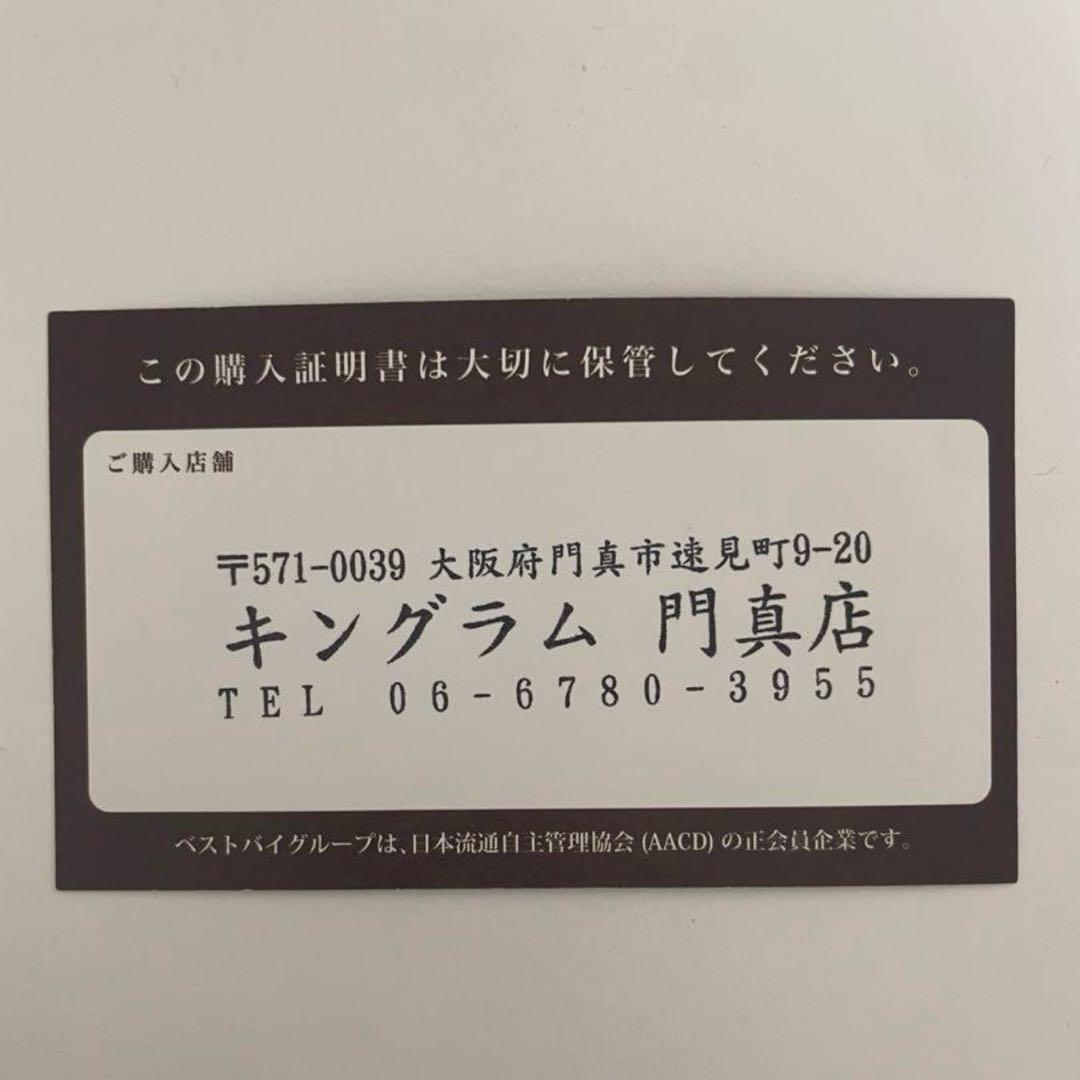 この購入証明書は大切に保管してください。
ご購入店舗
〒571-0039 大阪府門真市速見町9-20
キングラム 門真店
TEL 06-6780-3955
ベストバイグループは、日本流通自主管理協会 (AACD) の正会員企業です。